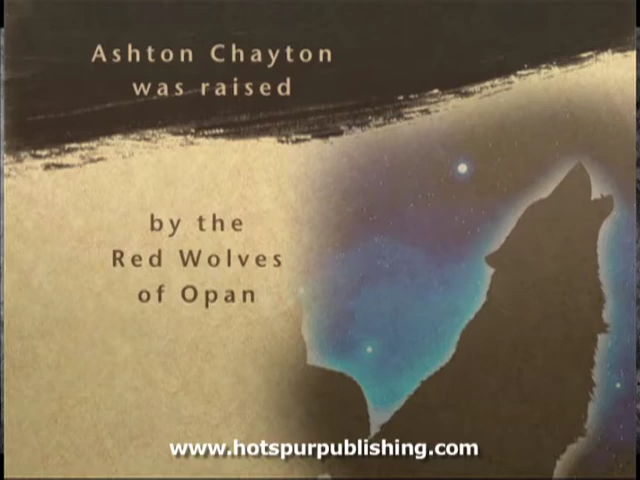 Ashton Chayton
was raised
by the
Red Wolves
of Opan
www.hotspurpublishing.com